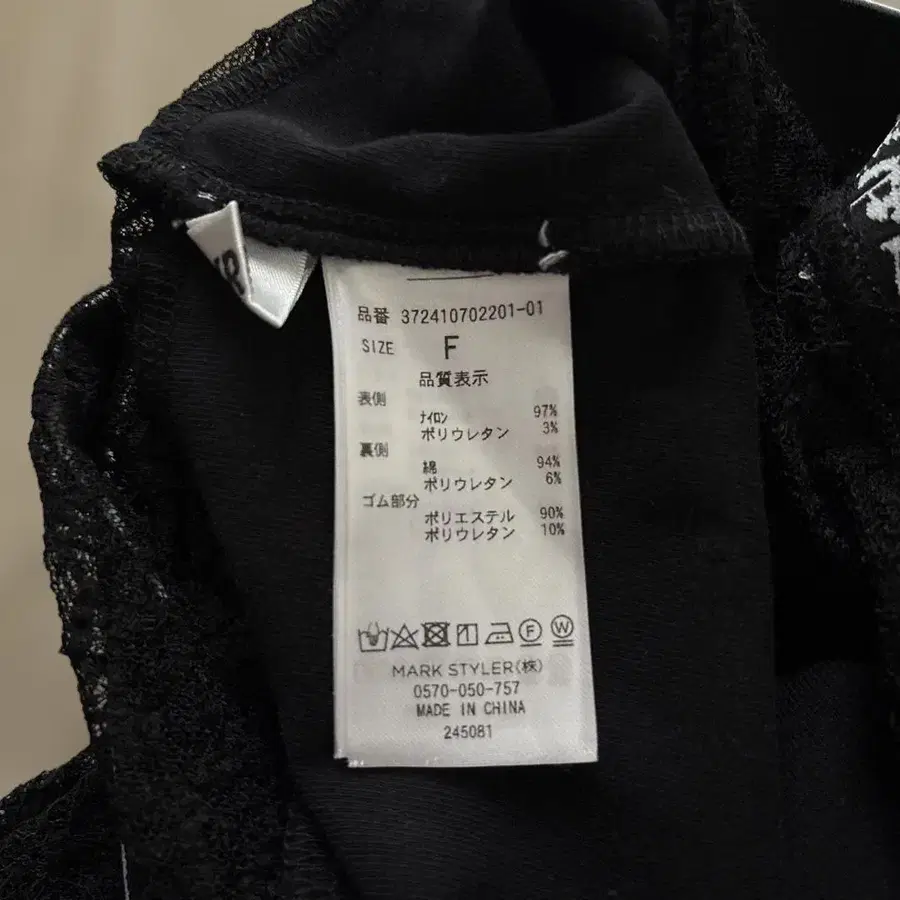 品番 372410702201-01
SIZE F
品質表示
表側
ﾅｲﾛﾝ 97%
ポリウレタン 3%
裏側
綿 94%
ポリウレタン 6%
ゴム部分
ポリエステル 90%
ポリウレタン 10%
F W
MARK STYLER(株)
0570-050-757
MADE IN CHINA
245081